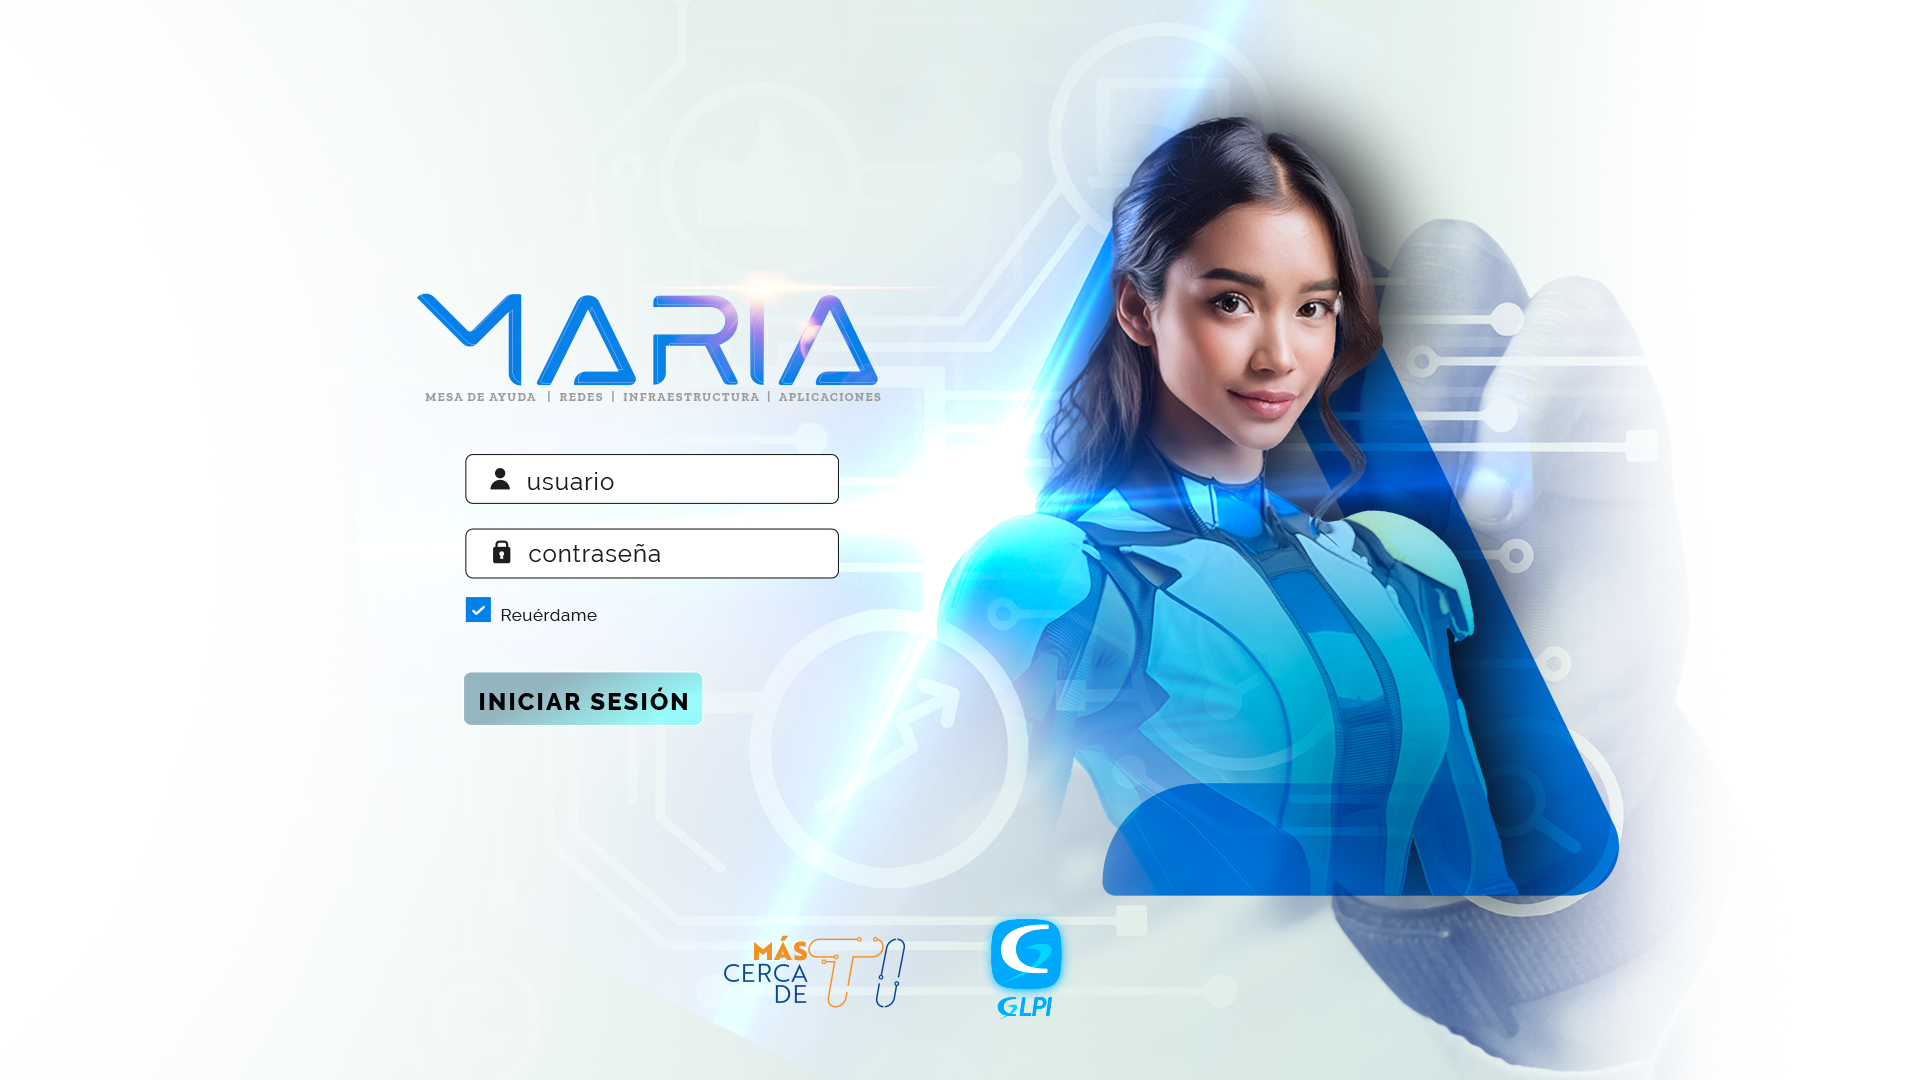 MARIA
MESA DE AYUDA | REDES | INFRAESTRUCTURA | APLICACIONES
usuario
contraseña
Reuérdame
INICIAR SESIÓN
MÁS
CERCA
DE
TI
GLPI